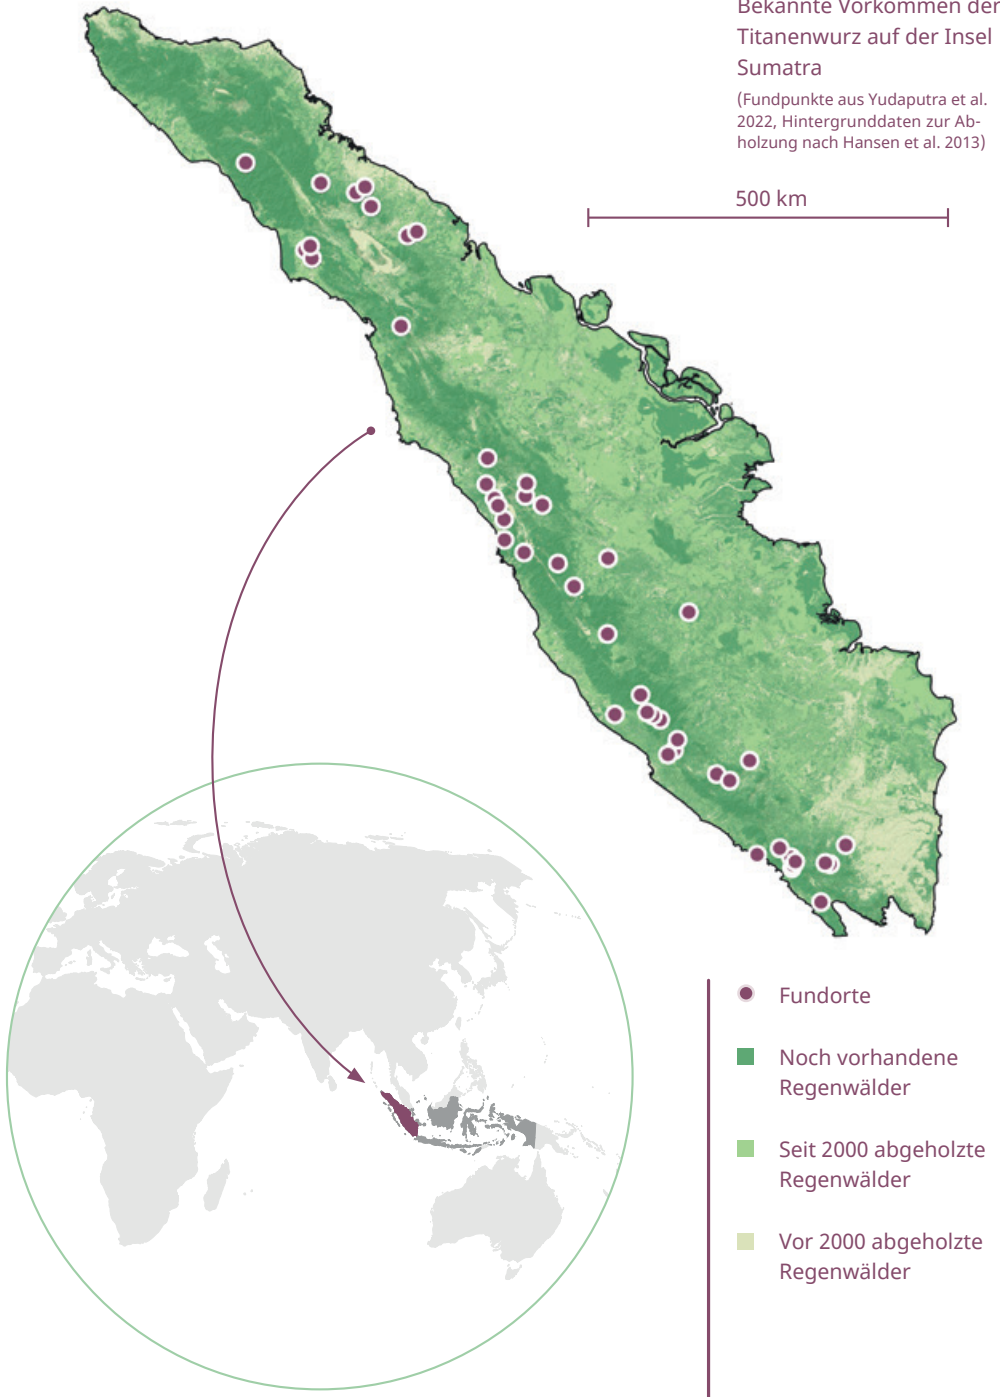 Bekannte Vorkommen der
Titanenwurz auf der Insel
Sumatra
(Fundpunkte aus Yudaputra et al.
2022, Hintergrunddaten zur Ab-
holzung nach Hansen et al. 2013)
500 km
Fundorte
Noch vorhandene
Regenwälder
Seit 2000 abgeholzte
Regenwälder
Vor 2000 abgeholzte
Regenwälder